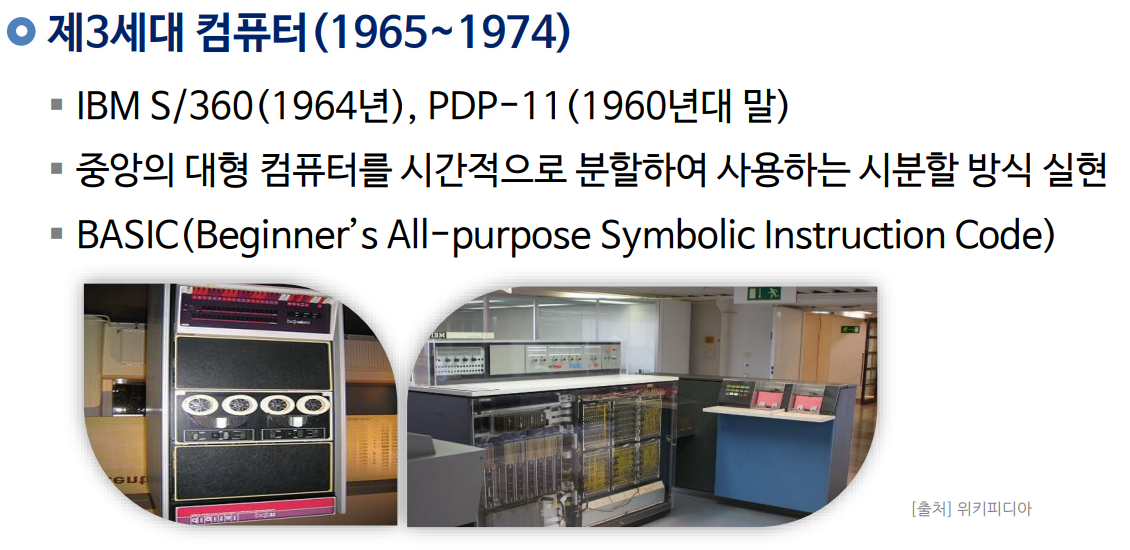 제3세대 컴퓨터(1965~1974)
IBM S/360(1964년), PDP-11(1960년대 말)
중앙의 대형 컴퓨터를 시간적으로 분할하여 사용하는 시분할 방식 실현
BASIC(Beginner's All-purpose Symbolic Instruction Code)
IBM
[출처] 위키피디아